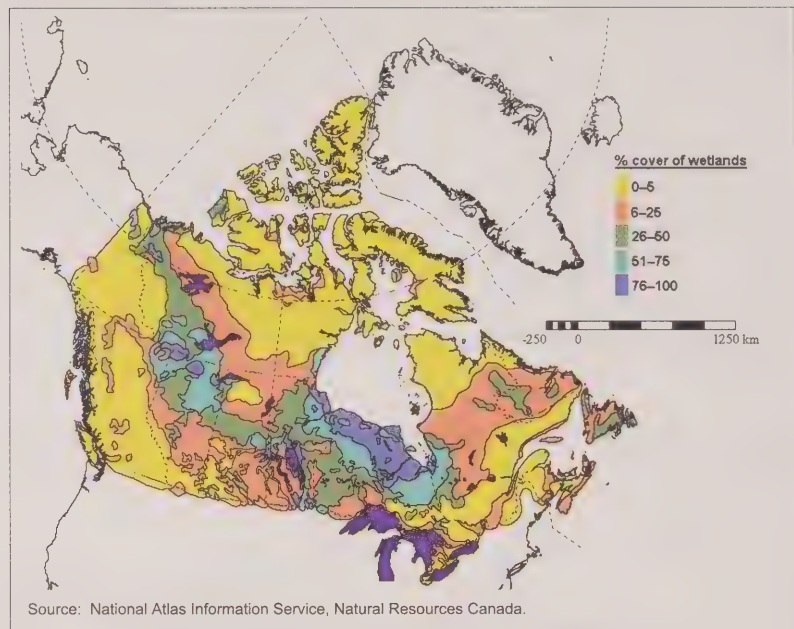 % cover of wetlands
0–5
6–25
26–50
51–75
76–100
-250 0 1250 km
Source: National Atlas Information Service, Natural Resources Canada.